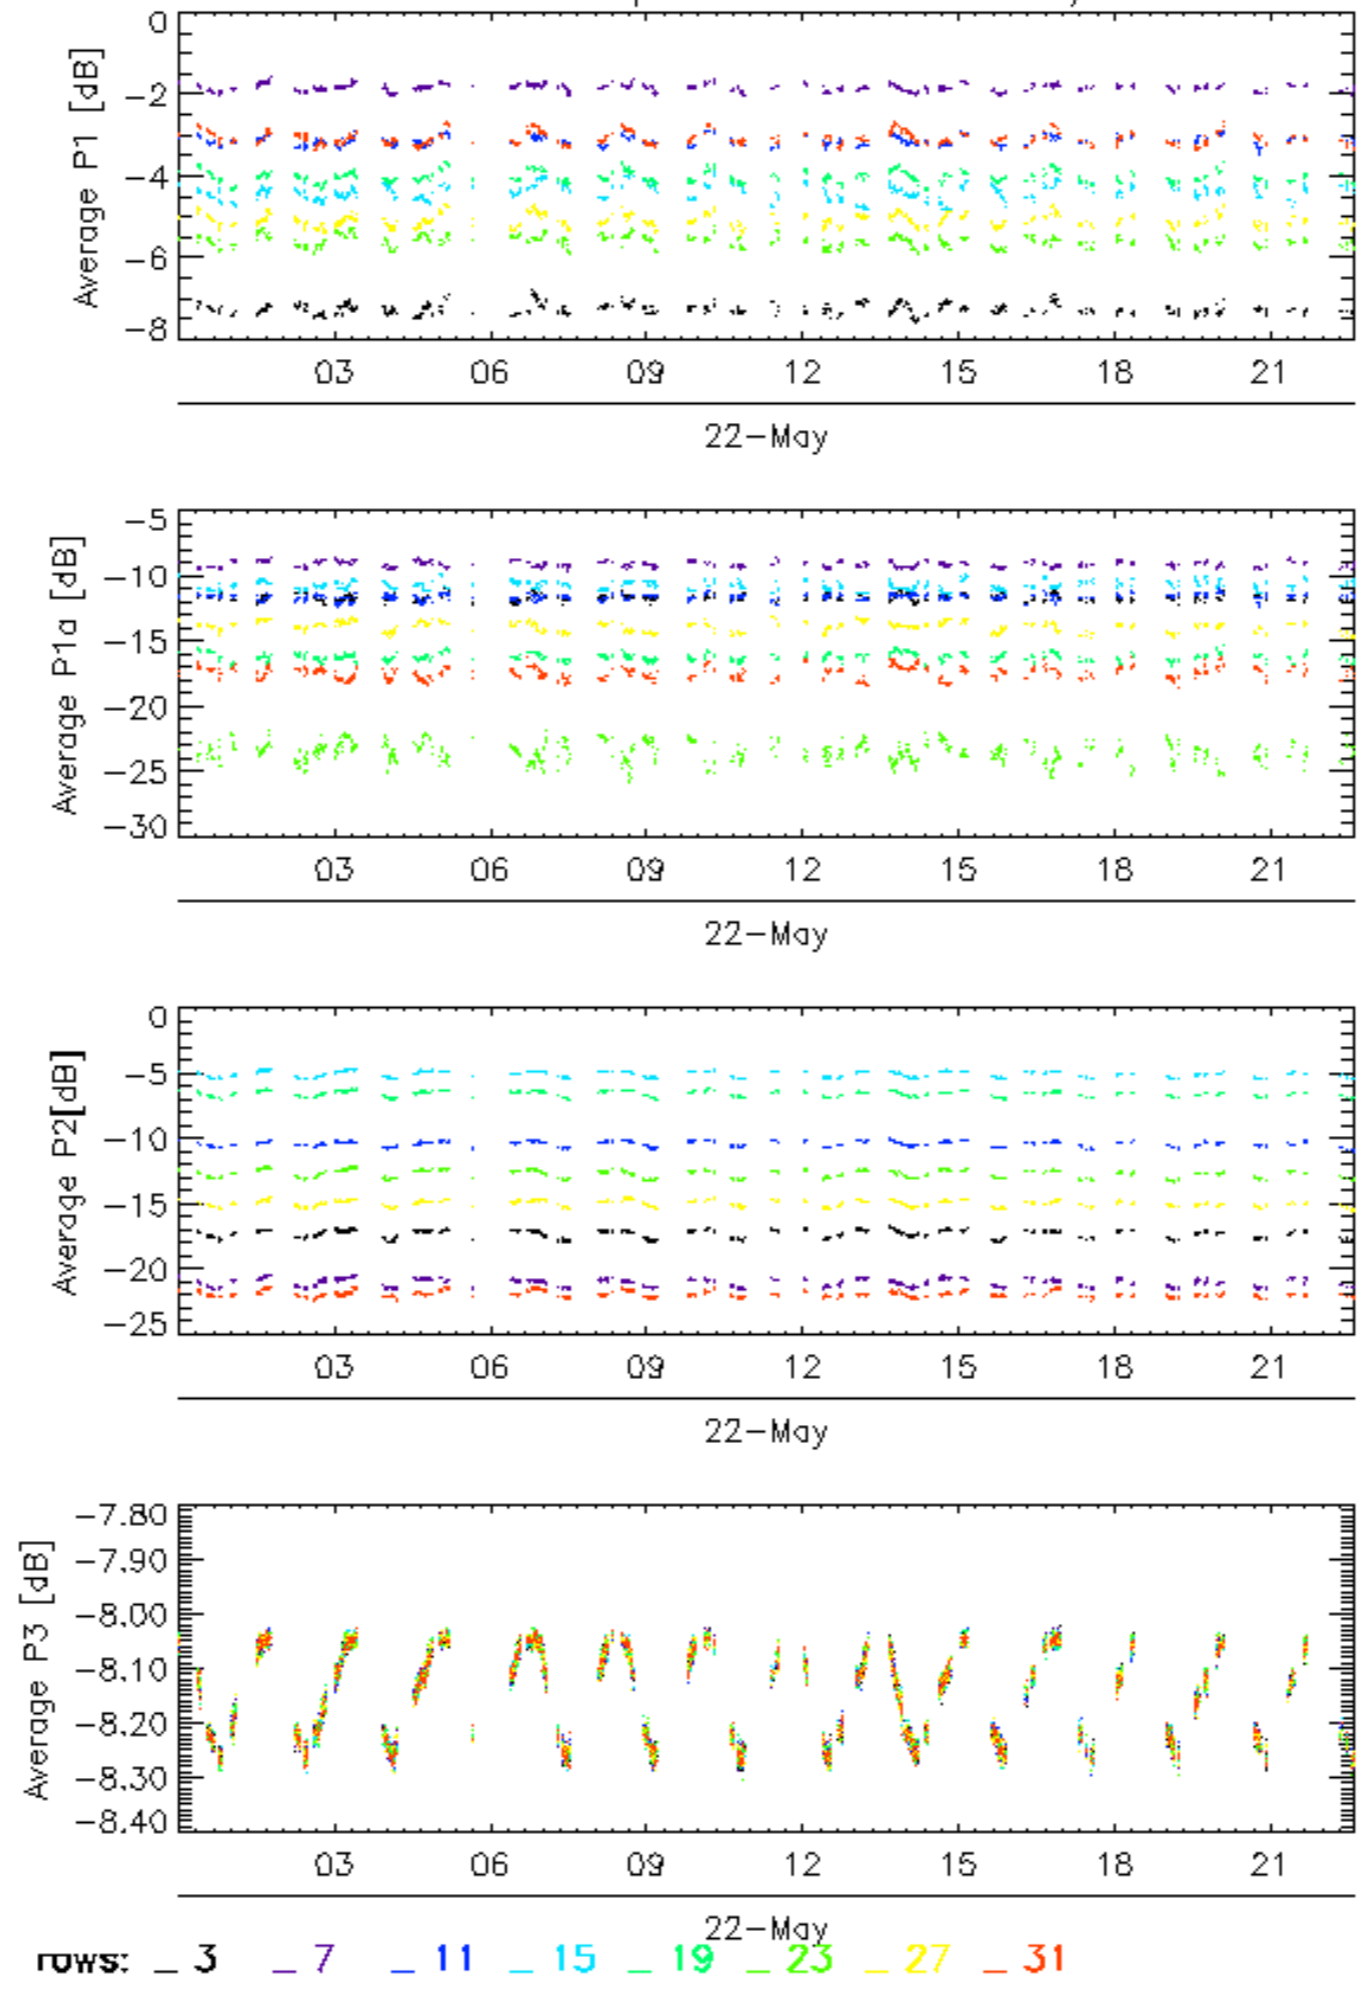 0
-2
-4
-6
-8
Average P1 [dB]
03 06 09 12 15 18 21
22-May
-5
-10
-15
-20
-25
-30
Average P1a [dB]
03 06 09 12 15 18 21
22-May
0
-5
-10
-15
-20
-25
Average P2[dB]
03 06 09 12 15 18 21
22-May
-7.80
-7.90
-8.00
-8.10
-8.20
-8.30
-8.40
Average P3 [dB]
03 06 09 12 15 18 21
22-May
rows: _ 3 _ 7 _ 11 _ 15 _ 19 _ 23 _ 27 _ 31